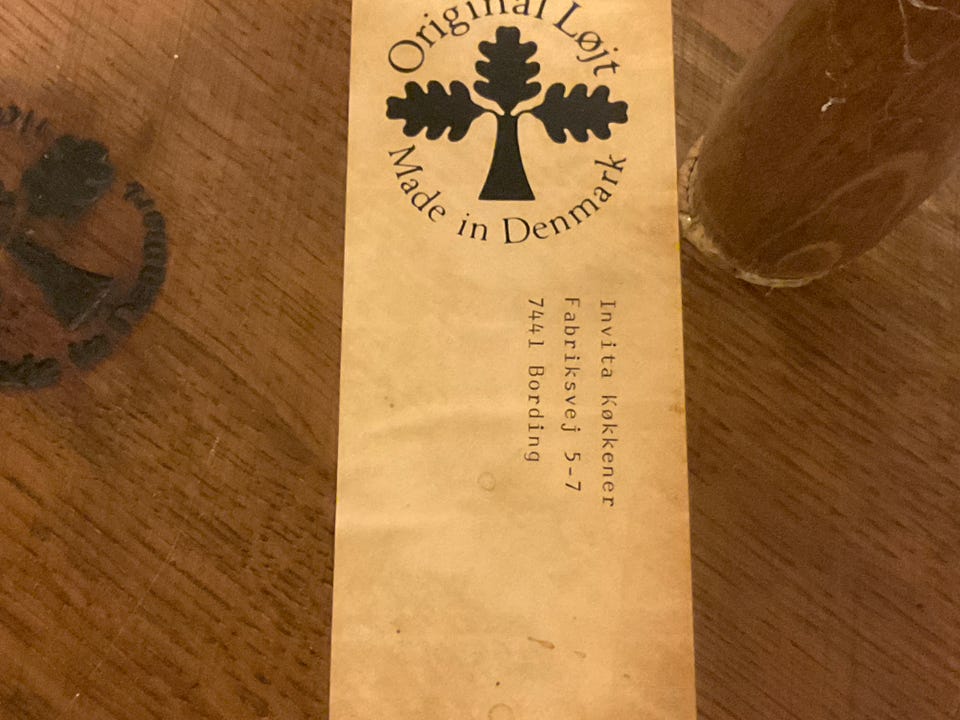 Original Løjt
Made in Denmark
Invita Køkkener
Fabriksvej 5-7
7441 Bording